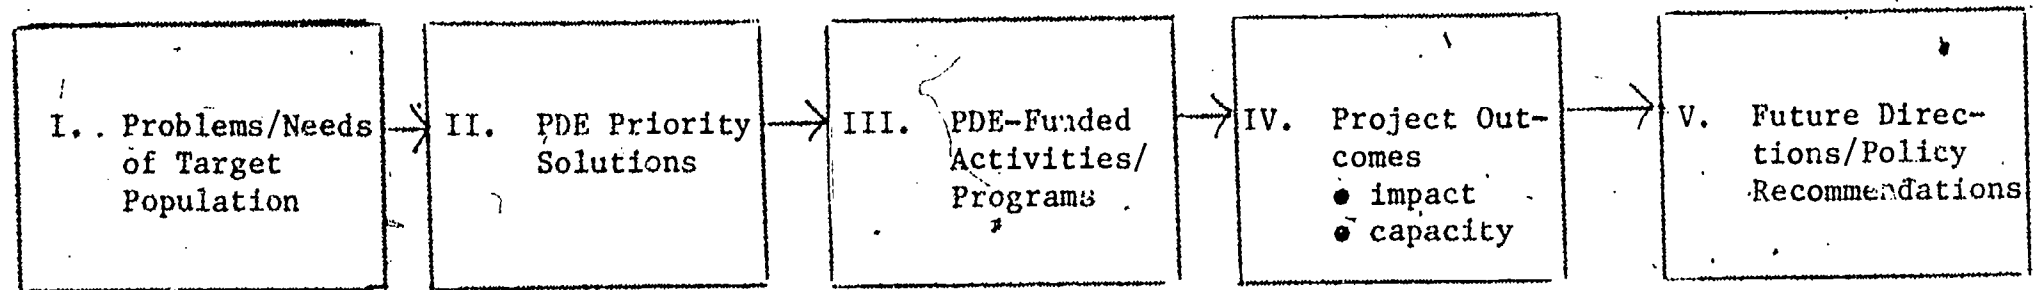 I. Problems/Needs
of Target
Population
II. PDE Priority
Solutions
III. PDE-Funded
Activities/
Programs
IV. Project Out-
comes
• impact
• capacity
V. Future Direc-
tions/Policy
Recommendations